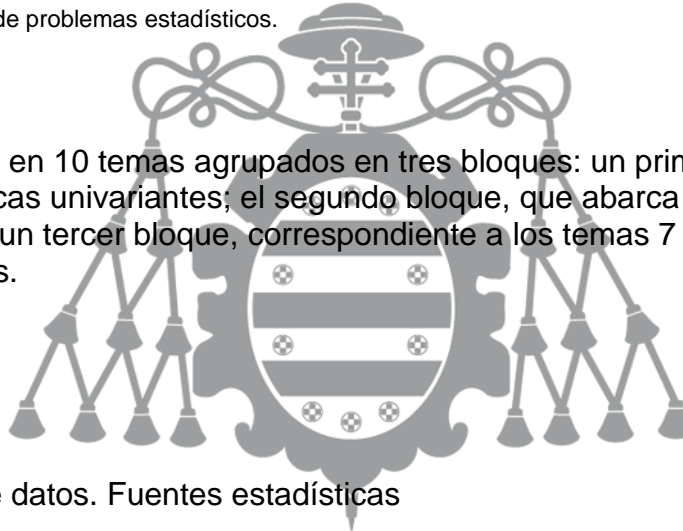 de problemas estadísticos.
en 10 temas agrupados en tres bloques: un prim
cas univariantes; el segundo bloque, que abarca
un tercer bloque, correspondiente a los temas 7
s.
e datos. Fuentes estadísticas